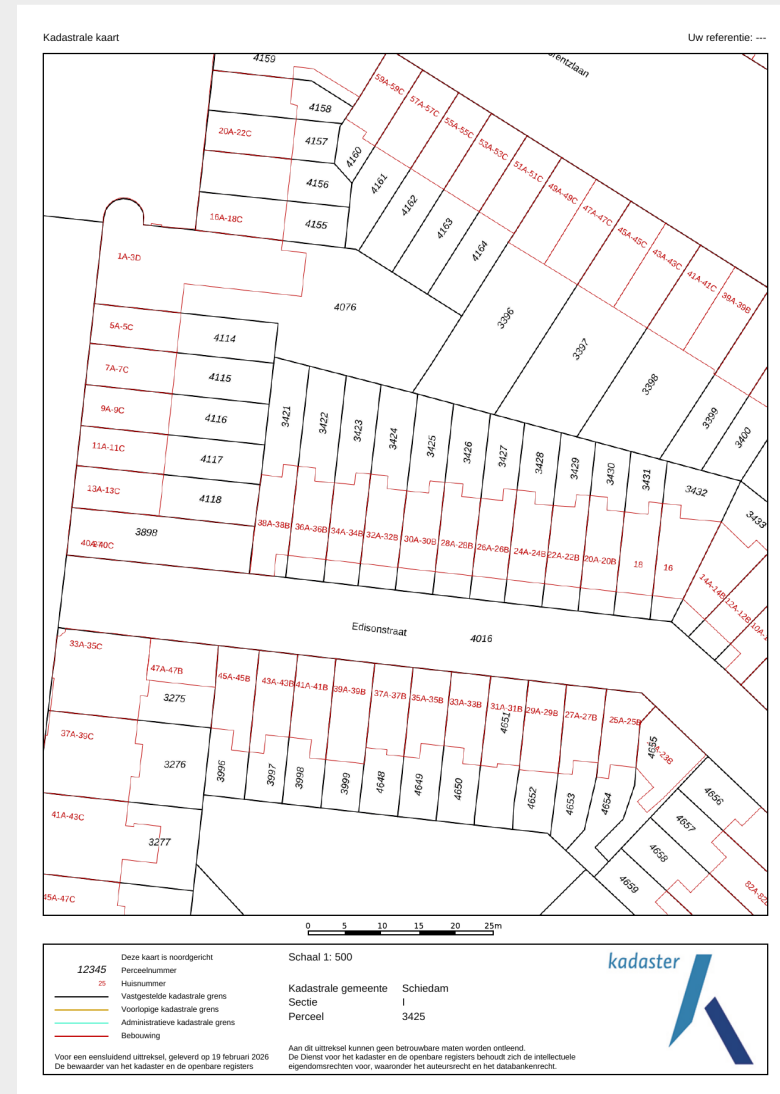 Kadastrale kaart
Uw referentie: ---
4159
4158
20A-22C
4157
4160
4156
4161
16A-18C
4155
4162
4163
4164
59A-59C
57A-57C
55A-55C
53A-53C
51A-51C
49A-49C
47A-47C
45A-45C
43A-43C
41A-41C
39A-39B
1A-3D
4076
3396
3397
3398
3399
3400
5A-5C
4114
7A-7C
4115
9A-9C
4116
11A-11C
4117
13A-13C
4118
3898
3421
3422
3423
3424
3425
3426
3427
3428
3429
3430
3431
3432
3433
38A-38B
36A-36B
34A-34B
32A-32B
30A-30B
28A-28B
26A-26B
24A-24B
22A-22B
20A-20B
18
16
14A-14B
12A-12B
Edisonstraat
4016
33A-35C
47A-47B
45A-45B
43A-43B
41A-41B
39A-39B
37A-37B
35A-35B
33A-33B
31A-31B
29A-29B
27A-27B
25A-25B
3275
4651
4655
37A-39C
3276
3996
3997
3998
3999
4648
4649
4650
4652
4653
4654
4656
4657
4658
4659
41A-43C
3277
45A-47C
0 5 10 15 20 25m
Deze kaart is noordgericht
12345 Perceelnummer
25 Huisnummer
Vastgestelde kadastrale grens
Voorlopige kadastrale grens
Administratieve kadastrale grens
Bebouwing
Voor een eensluidend uittreksel, geleverd op 19 februari 2026
De bewaarder van het kadaster en de openbare registers
Schaal 1: 500
Kadastrale gemeente Schiedam
Sectie I
Perceel 3425
Aan dit uittreksel kunnen geen betrouwbare maten worden ontleend.
De Dienst voor het kadaster en de openbare registers behoudt zich de intellectuele
eigendomsrechten voor, waaronder het auteursrecht en het databankenrecht.
kadaster